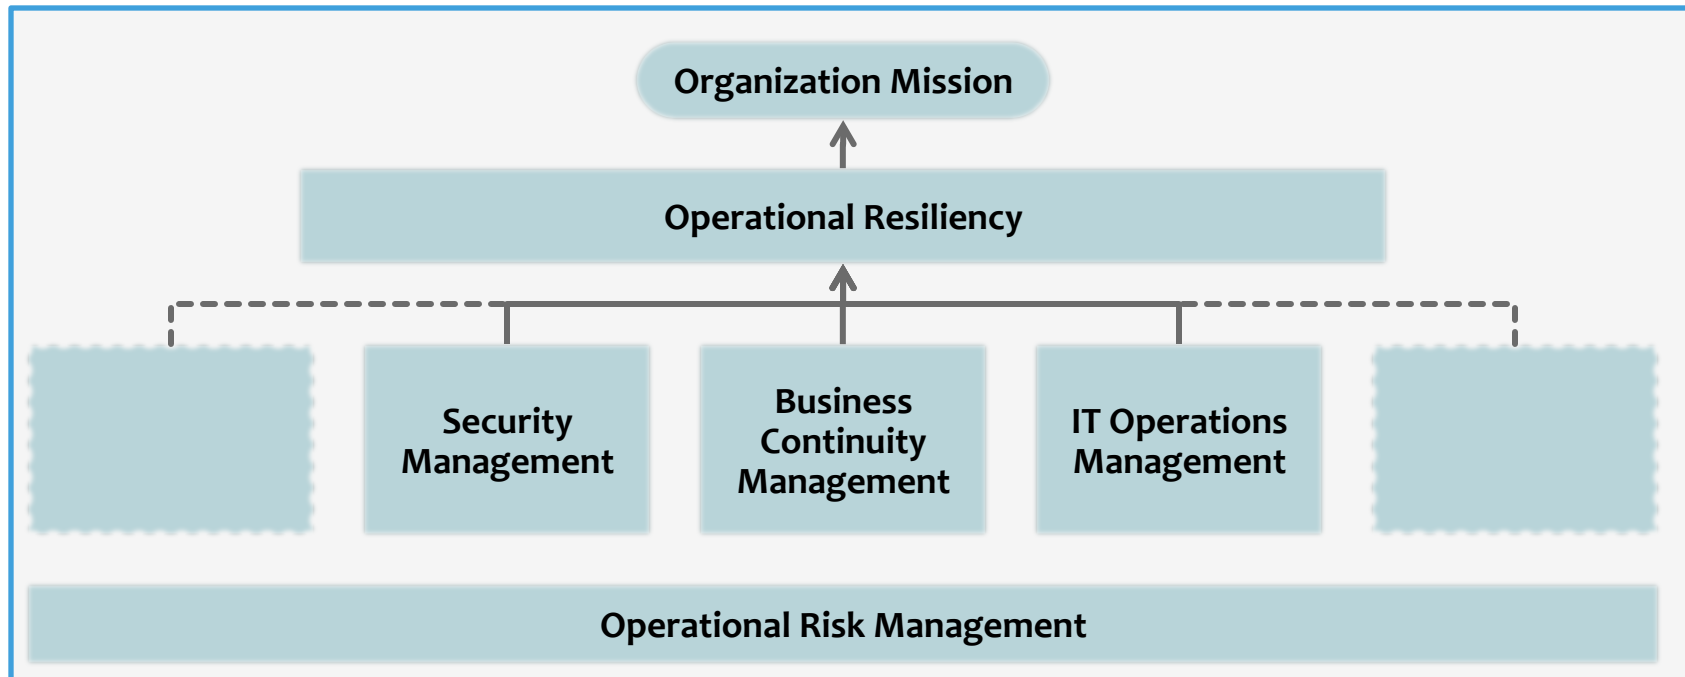 Organization Mission
Operational Resiliency
Security
Management
Business
Continuity
Management
IT Operations
Management
Operational Risk Management